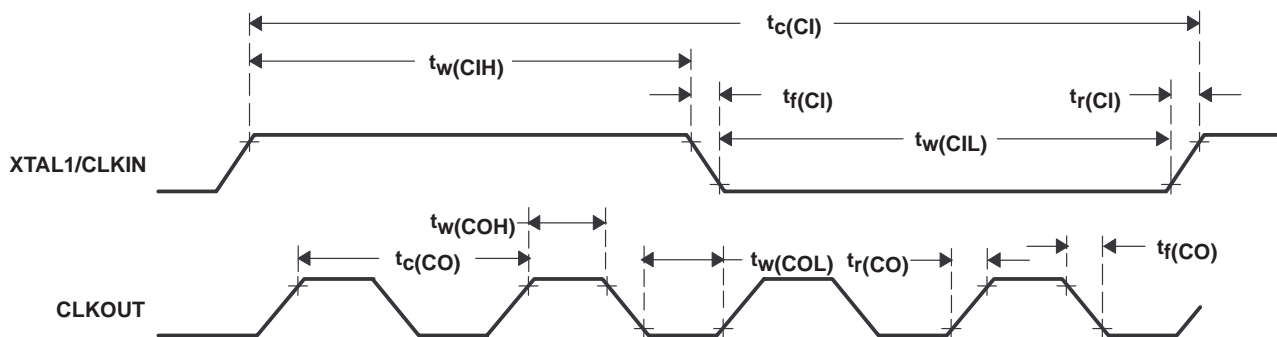 tc(CI)
tw(CIH)
tf(CI)
tr(CI)
tw(CIL)
XTAL1/CLKIN
tw(COH)
tc(CO)
tw(COL)
tr(CO)
tf(CO)
CLKOUT